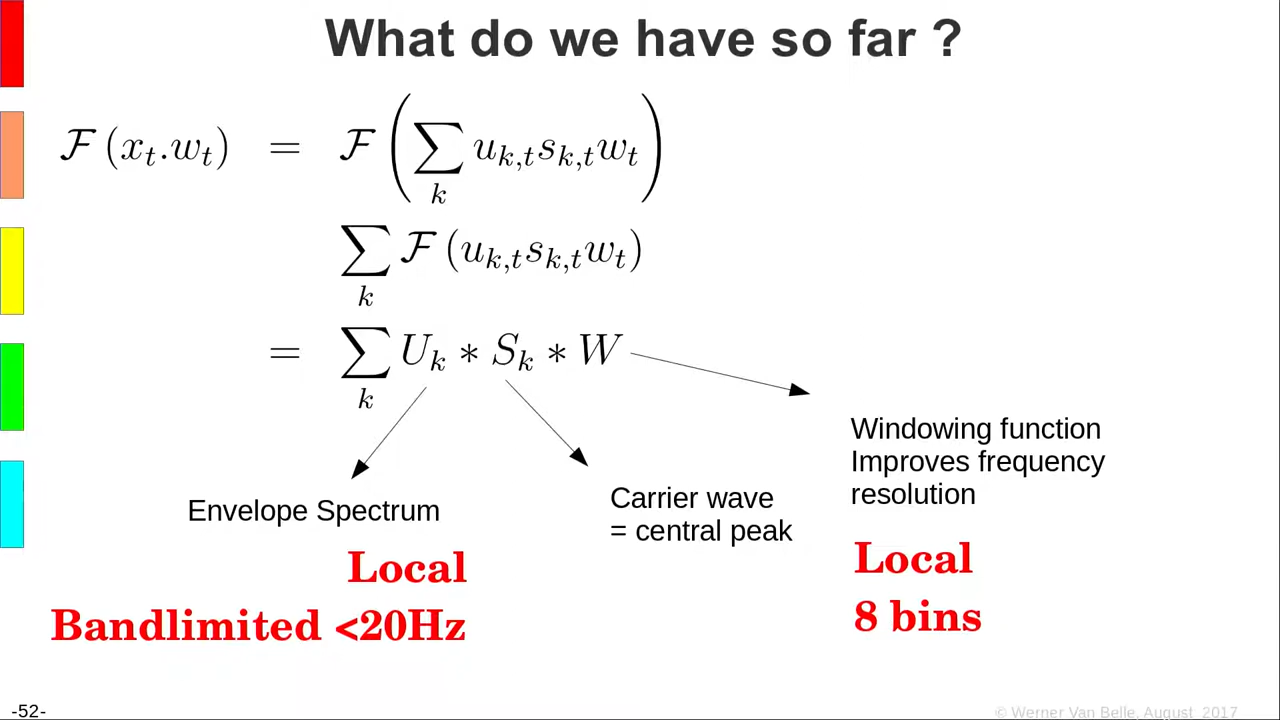 What do we have so far ?
ℱ (x_t.w_t) = ℱ (∑_k u_{k,t}s_{k,t}w_t)
∑_k ℱ (u_{k,t}s_{k,t}w_t)
= ∑_k U_k * S_k * W
Windowing function
Improves frequency
resolution
Envelope Spectrum
Carrier wave
= central peak
Local
Bandlimited <20Hz
Local
8 bins
-52-
© Werner Van Belle, August 2017